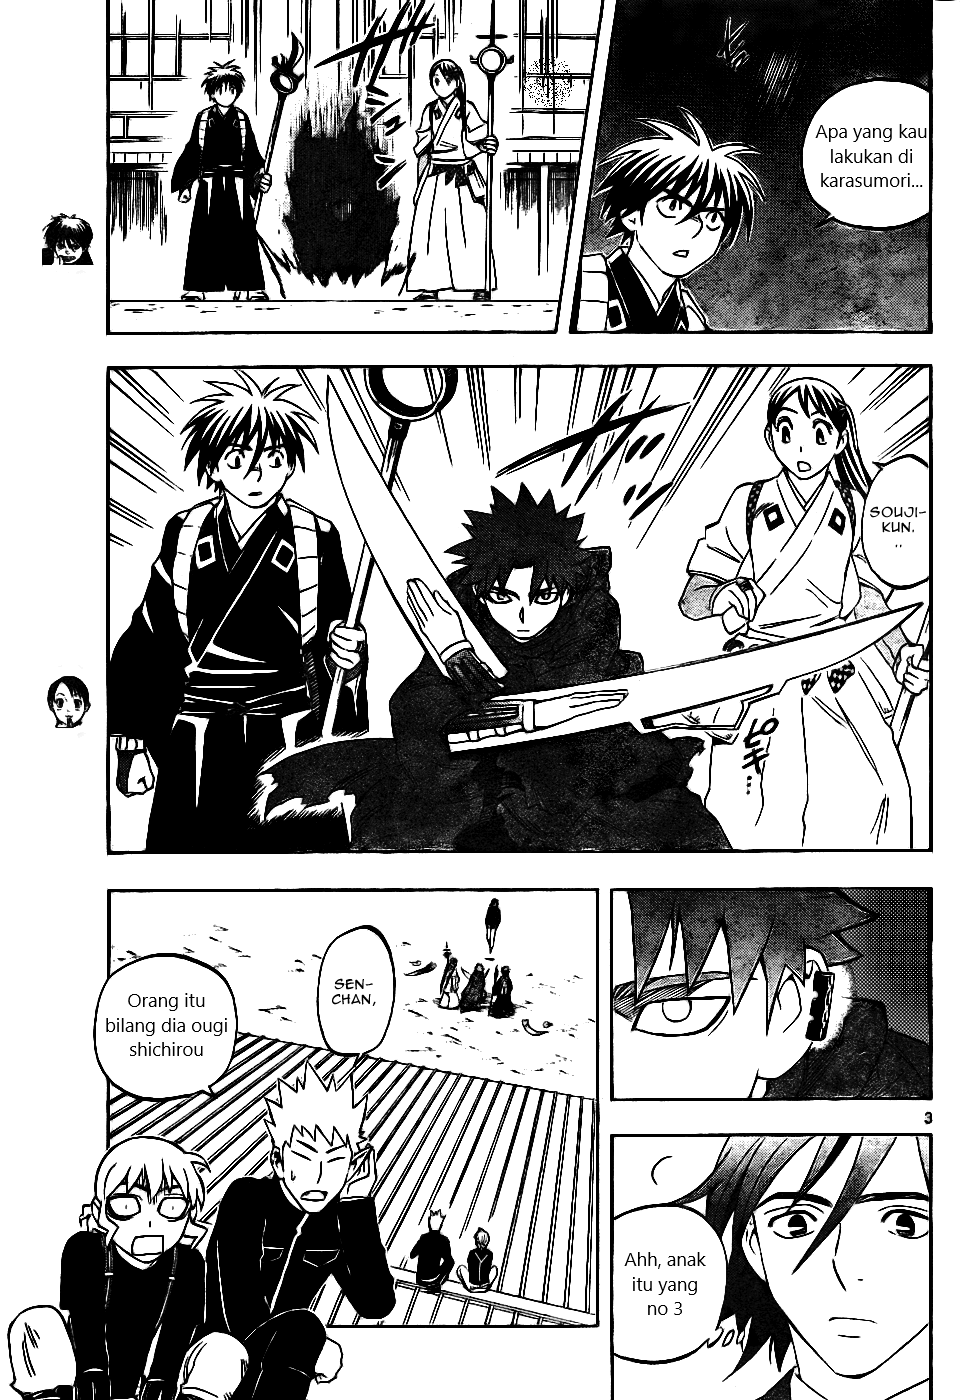 Apa yang kau
lakukan di
karasumori...
SOUJI-
KUN.
..
SEN-
CHAN,
Orang itu
bilang dia ougi
shichirou
3
Ahh, anak
itu yang
no 3